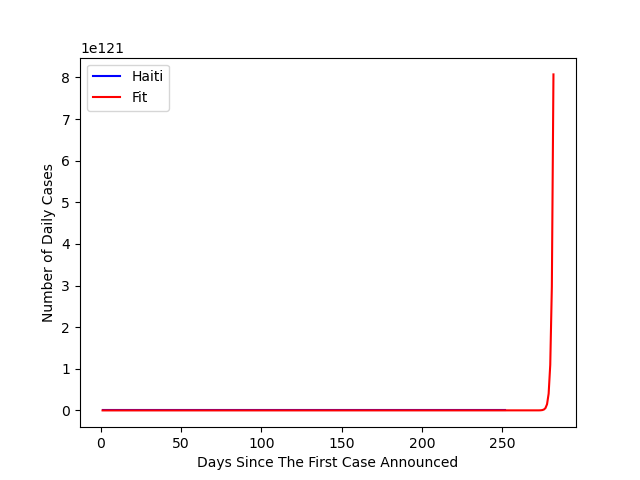 1e121
Haiti
Fit
8
7
6
5
4
3
2
1
0
Number of Daily Cases
0 50 100 150 200 250
Days Since The First Case Announced